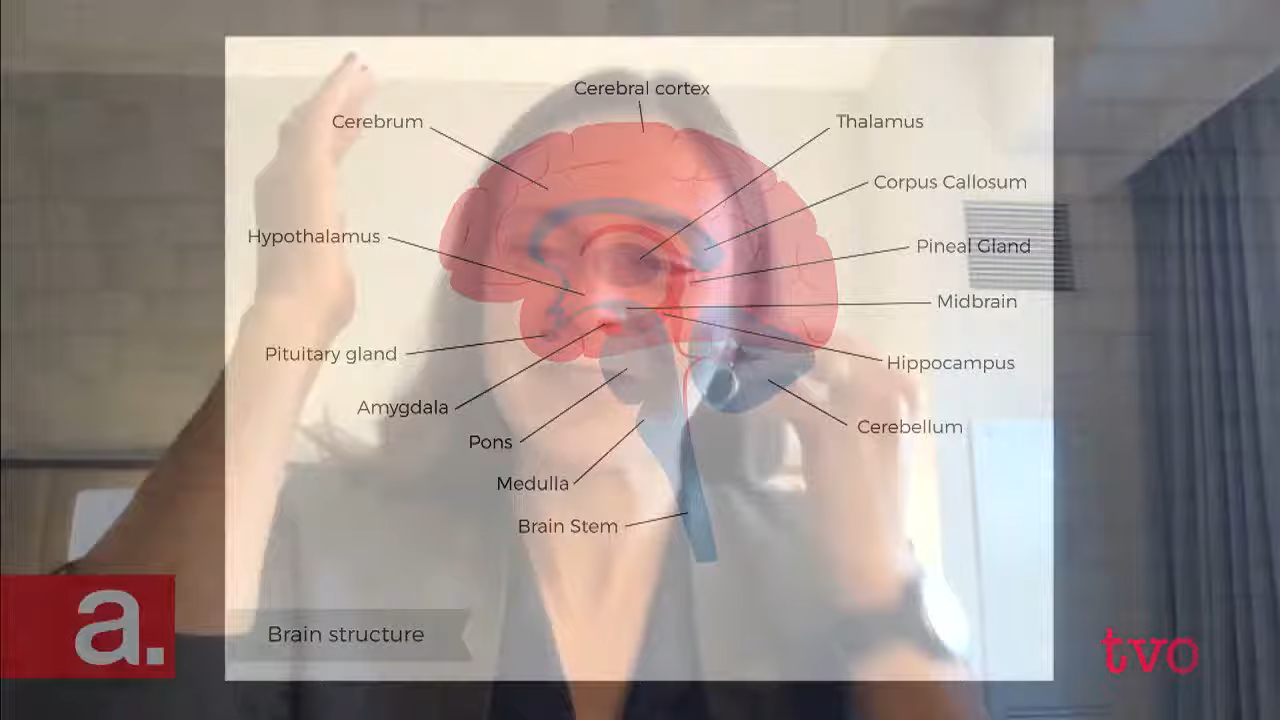 Cerebral cortex
Cerebrum
Thalamus
Corpus Callosum
Hypothalamus
Pineal Gland
Midbrain
Pituitary gland
Hippocampus
Amygdala
Cerebellum
Pons
Medulla
Brain Stem
Brain structure
a.
tvo